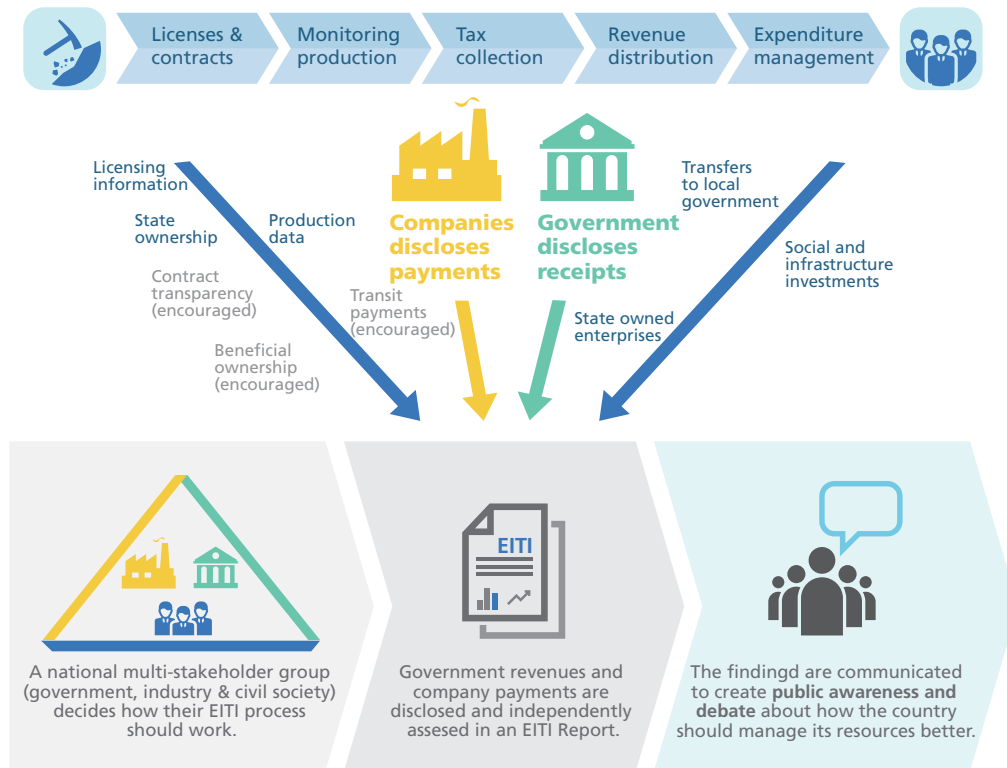 Licenses &
contracts
Monitoring
production
Tax
collection
Revenue
distribution
Expenditure
management
Licensing
information
State
ownership
Production
data
Contract
transparency
(encouraged)
Beneficial
ownership
(encouraged)
Companies
discloses
payments
Transit
payments
(encouraged)
Government
discloses
receipts
State owned
enterprises
Transfers
to local
government
Social and
infrastructure
investments
A national multi-stakeholder group
(government, industry & civil society)
decides how their EITI process
should work.
EITI
Government revenues and
company payments are
disclosed and independently
assesed in an EITI Report.
The findingd are communicated
to create public awareness and
debate about how the country
should manage its resources better.